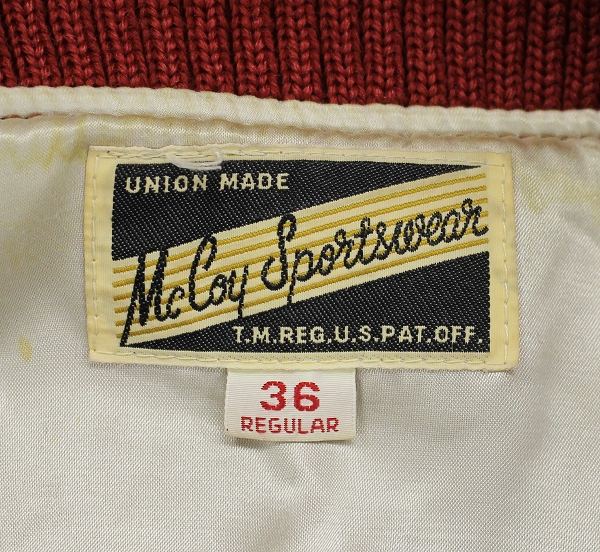 UNION MADE
McCoy Sportswear
T.M.REG.U.S.PAT.OFF.
36
REGULAR